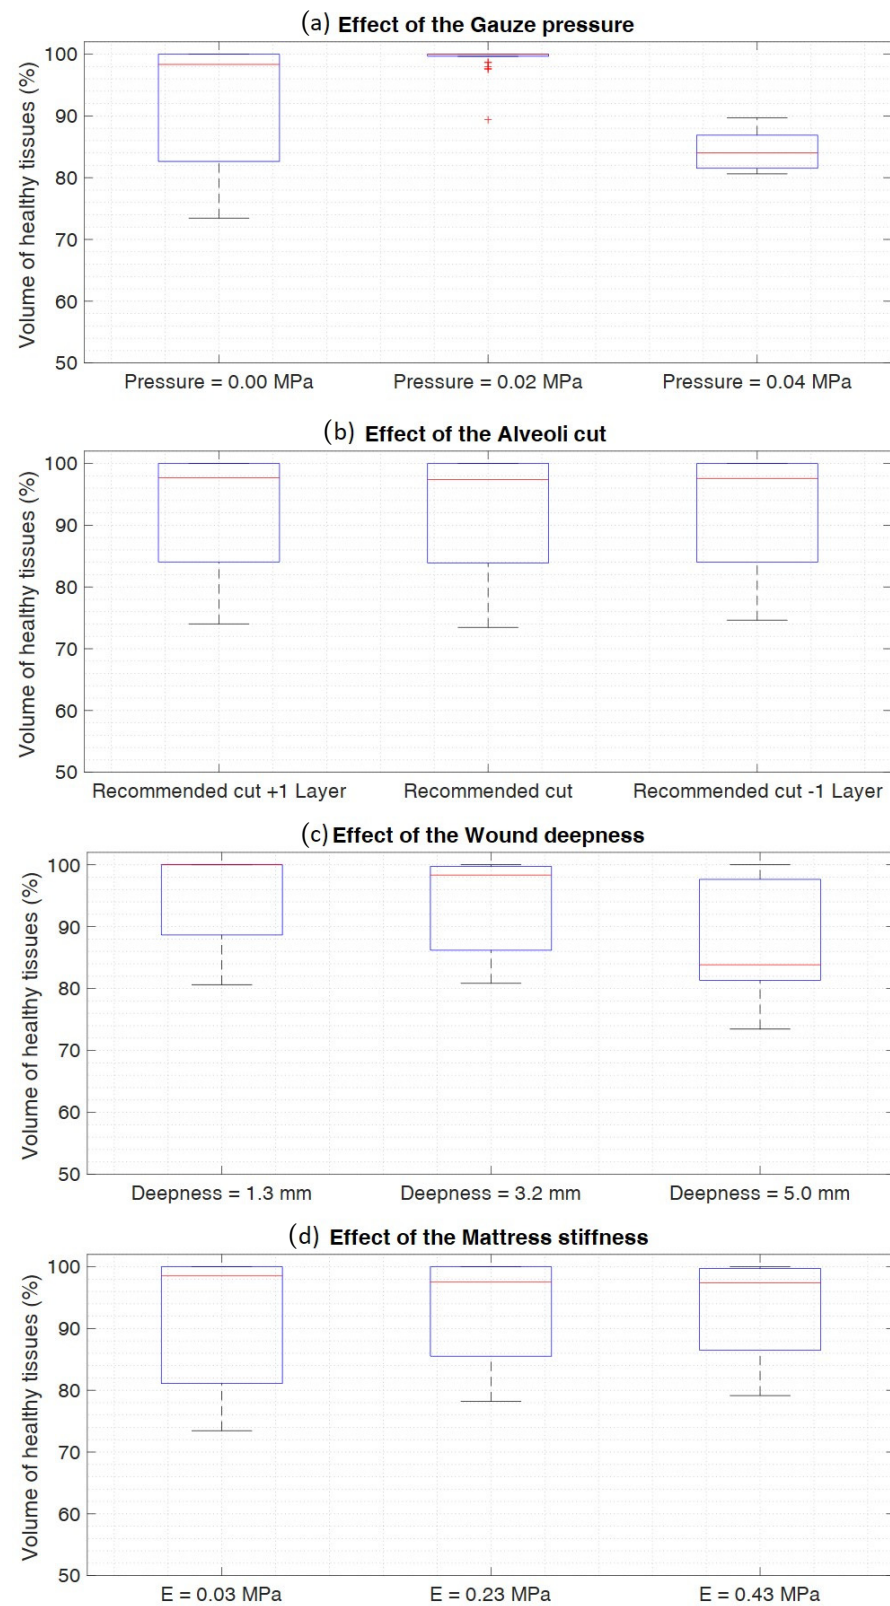 (a) Effect of the Gauze pressure
Volume of healthy tissues (%)
100
90
80
70
60
50
Pressure = 0.00 MPa Pressure = 0.02 MPa Pressure = 0.04 MPa
(b) Effect of the Alveoli cut
Volume of healthy tissues (%)
100
90
80
70
60
50
Recommended cut +1 Layer Recommended cut Recommended cut -1 Layer
(c) Effect of the Wound deepness
Volume of healthy tissues (%)
100
90
80
70
60
50
Deepness = 1.3 mm Deepness = 3.2 mm Deepness = 5.0 mm
(d) Effect of the Mattress stiffness
Volume of healthy tissues (%)
100
90
80
70
60
50
E = 0.03 MPa E = 0.23 MPa E = 0.43 MPa